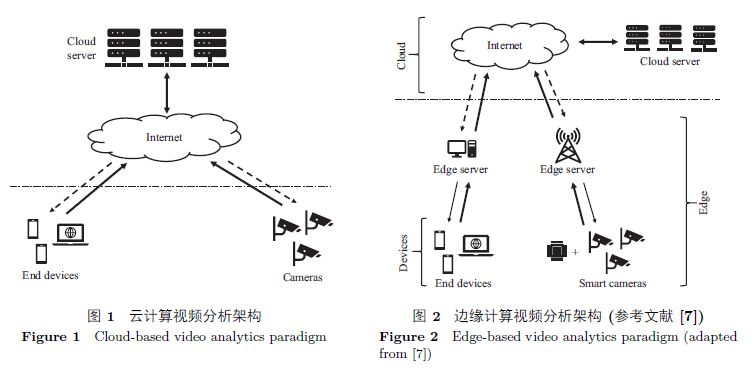 Cloud
server
Internet
End devices
Cameras
图 1 云计算视频分析架构
Figure 1 Cloud-based video analytics paradigm
Cloud
Internet
Cloud server
Edge server
Edge server
Edge
Devices
End devices
+
Smart cameras
图 2 边缘计算视频分析架构 (参考文献 [7])
Figure 2 Edge-based video analytics paradigm (adapted
from [7])